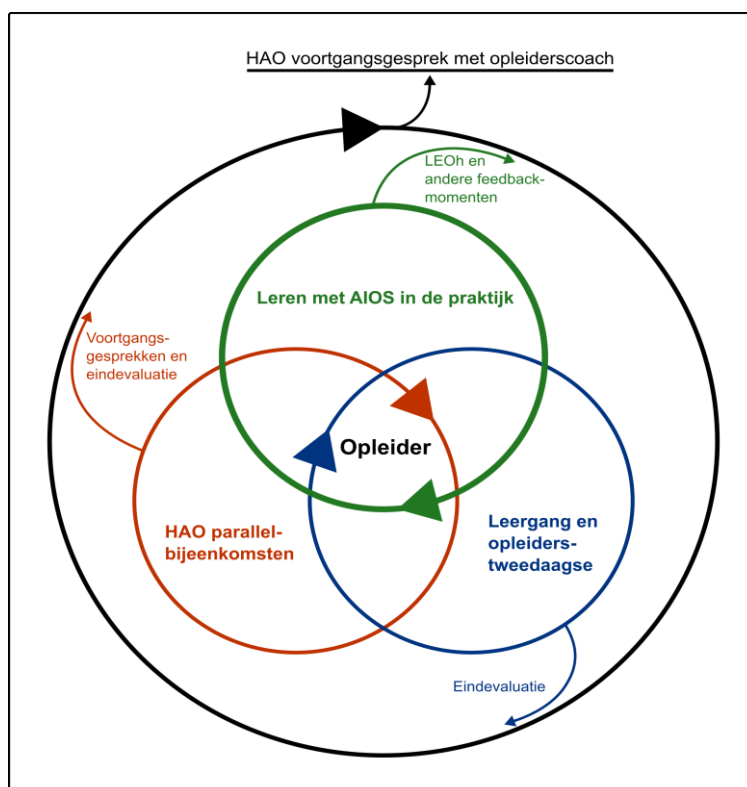 HAO voortgangsgesprek met opleiderscoach
LEOh en
andere feedback-
momenten
Leren met AIOS in de praktijk
Voortgangs-
gesprekken en
eindevaluatie
Opleider
HAO parallel-
bijeenkomsten
Leergang en
opleiders-
tweedaagse
Eindevaluatie